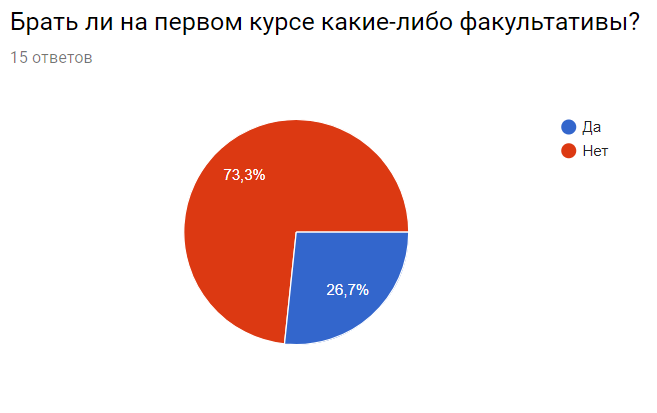 Брать ли на первом курсе какие-либо факультативы?
15 ответов
Да
Нет
73,3%
26,7%